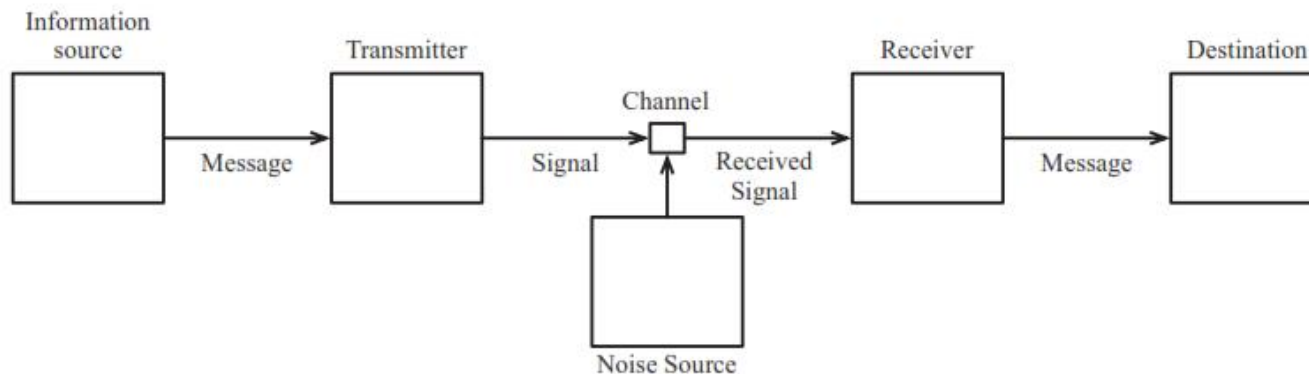 Information
source
Transmitter
Receiver
Destination
Channel
Message
Signal
Received
Signal
Message
Noise Source